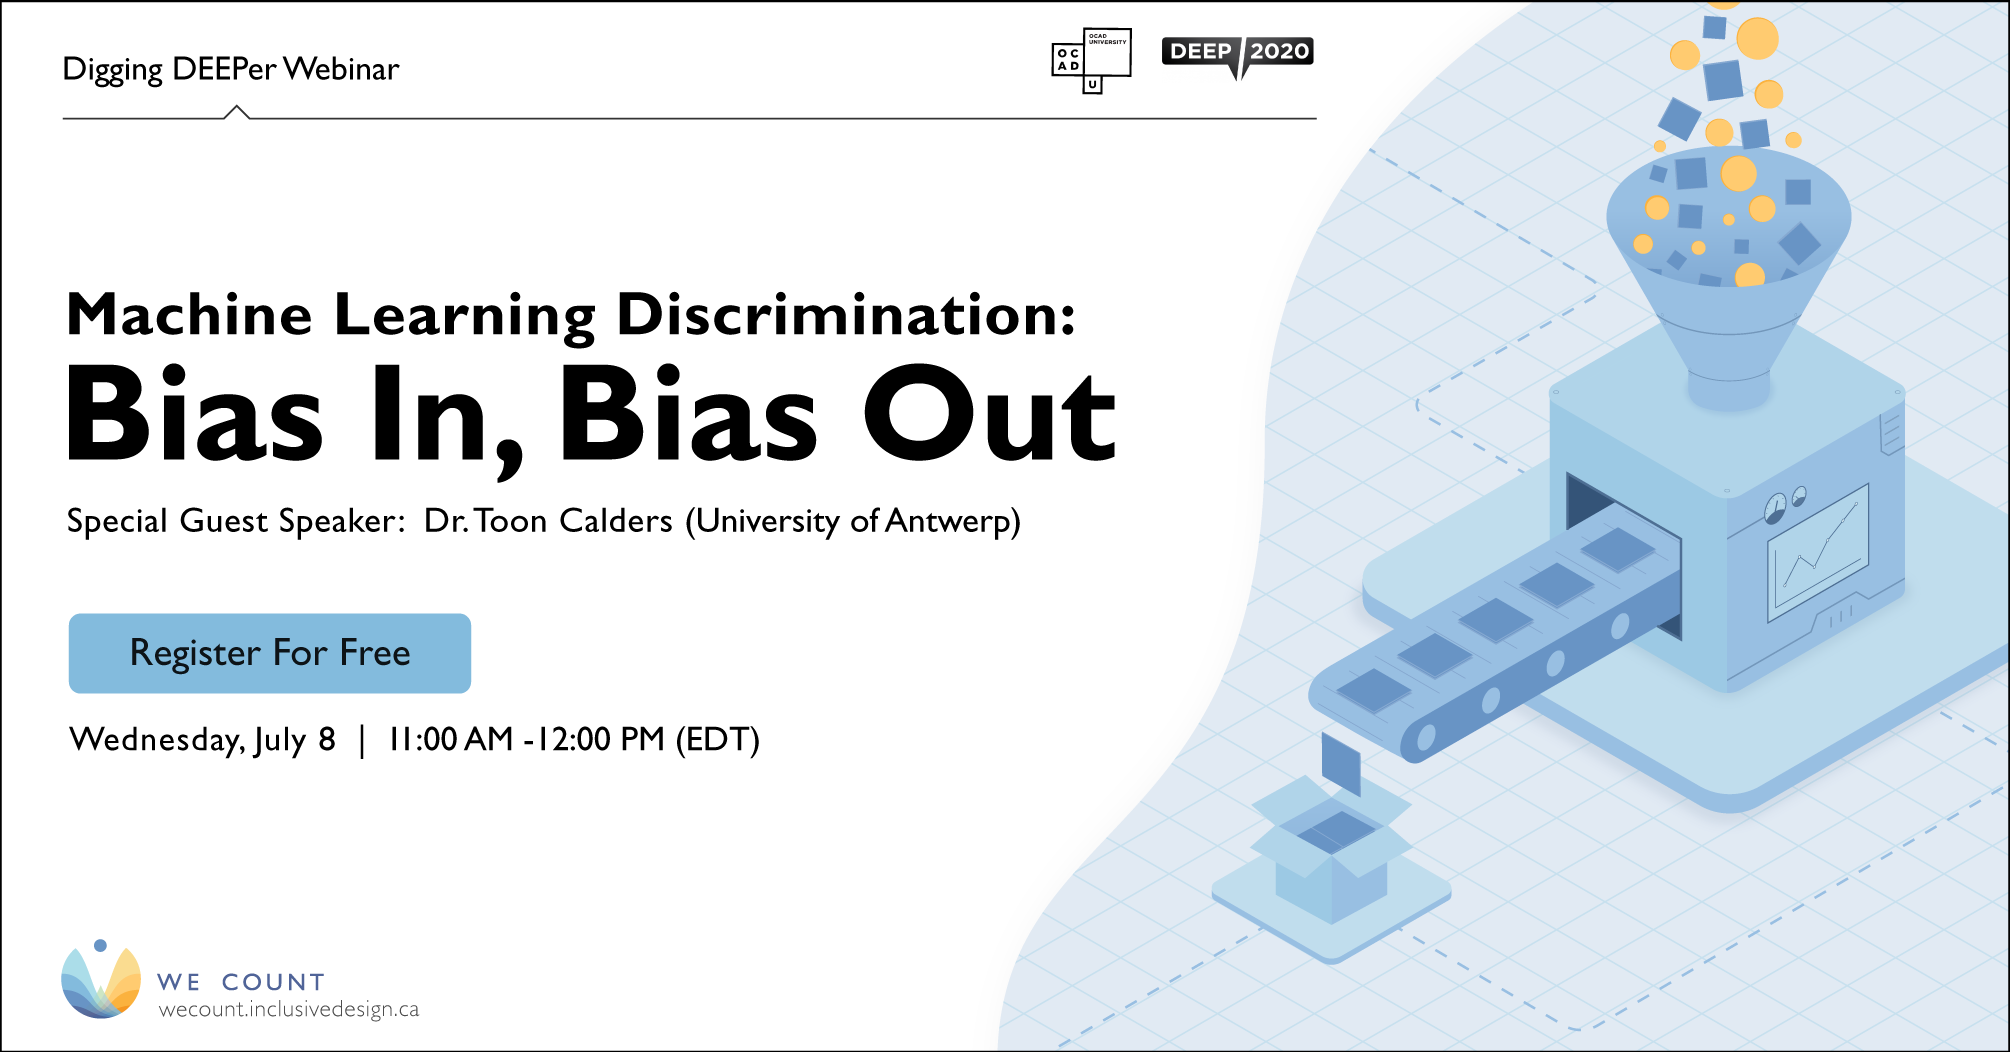 Digging DEEPer Webinar
OC
AD
U
OCAD
UNIVERSITY
DEEP 2020
Machine Learning Discrimination:
Bias In, Bias Out
Special Guest Speaker: Dr. Toon Calders (University of Antwerp)
Register For Free
Wednesday, July 8 | 11:00 AM -12:00 PM (EDT)
WE COUNT
wecount.inclusivedesign.ca